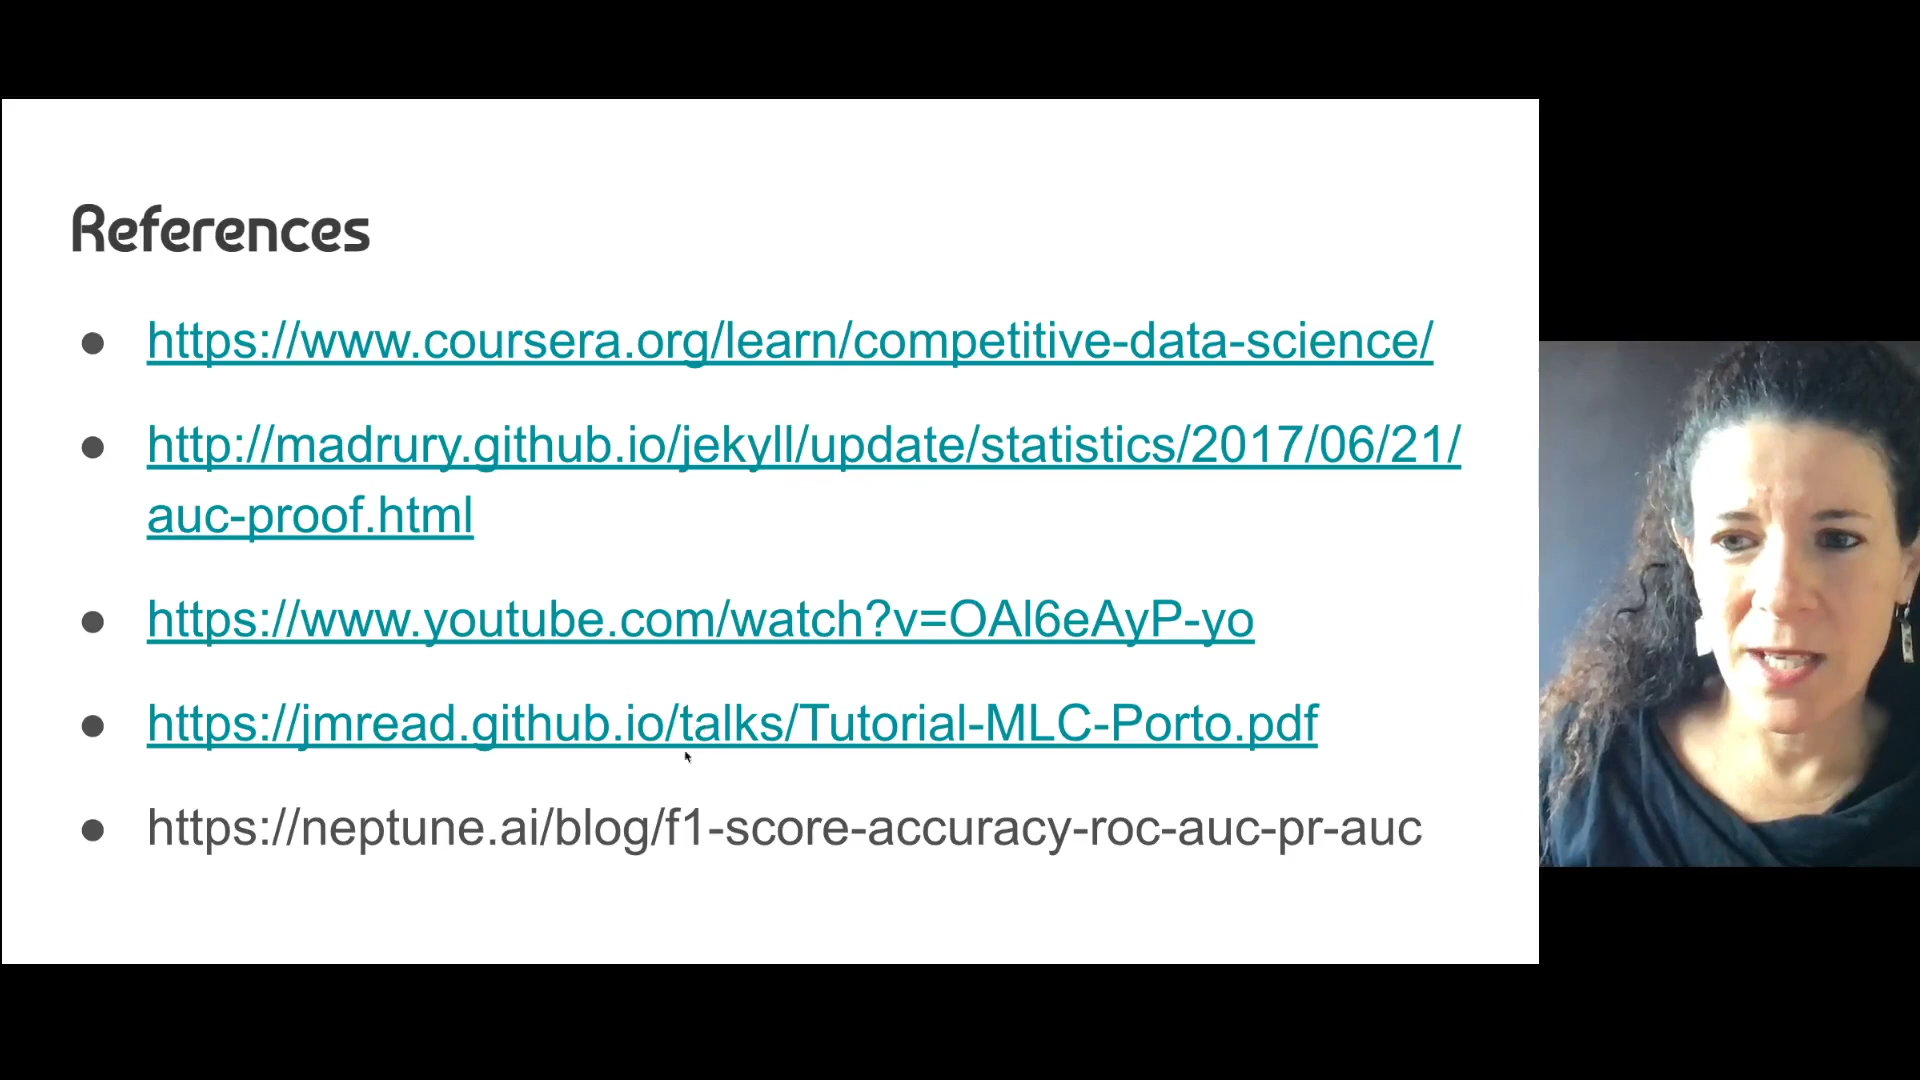 References
https://www.coursera.org/learn/competitive-data-science/
http://madrury.github.io/jekyll/update/statistics/2017/06/21/
auc-proof.html
https://www.youtube.com/watch?v=OAl6eAyP-yo
https://jmread.github.io/talks/Tutorial-MLC-Porto.pdf
https://neptune.ai/blog/f1-score-accuracy-roc-auc-pr-auc